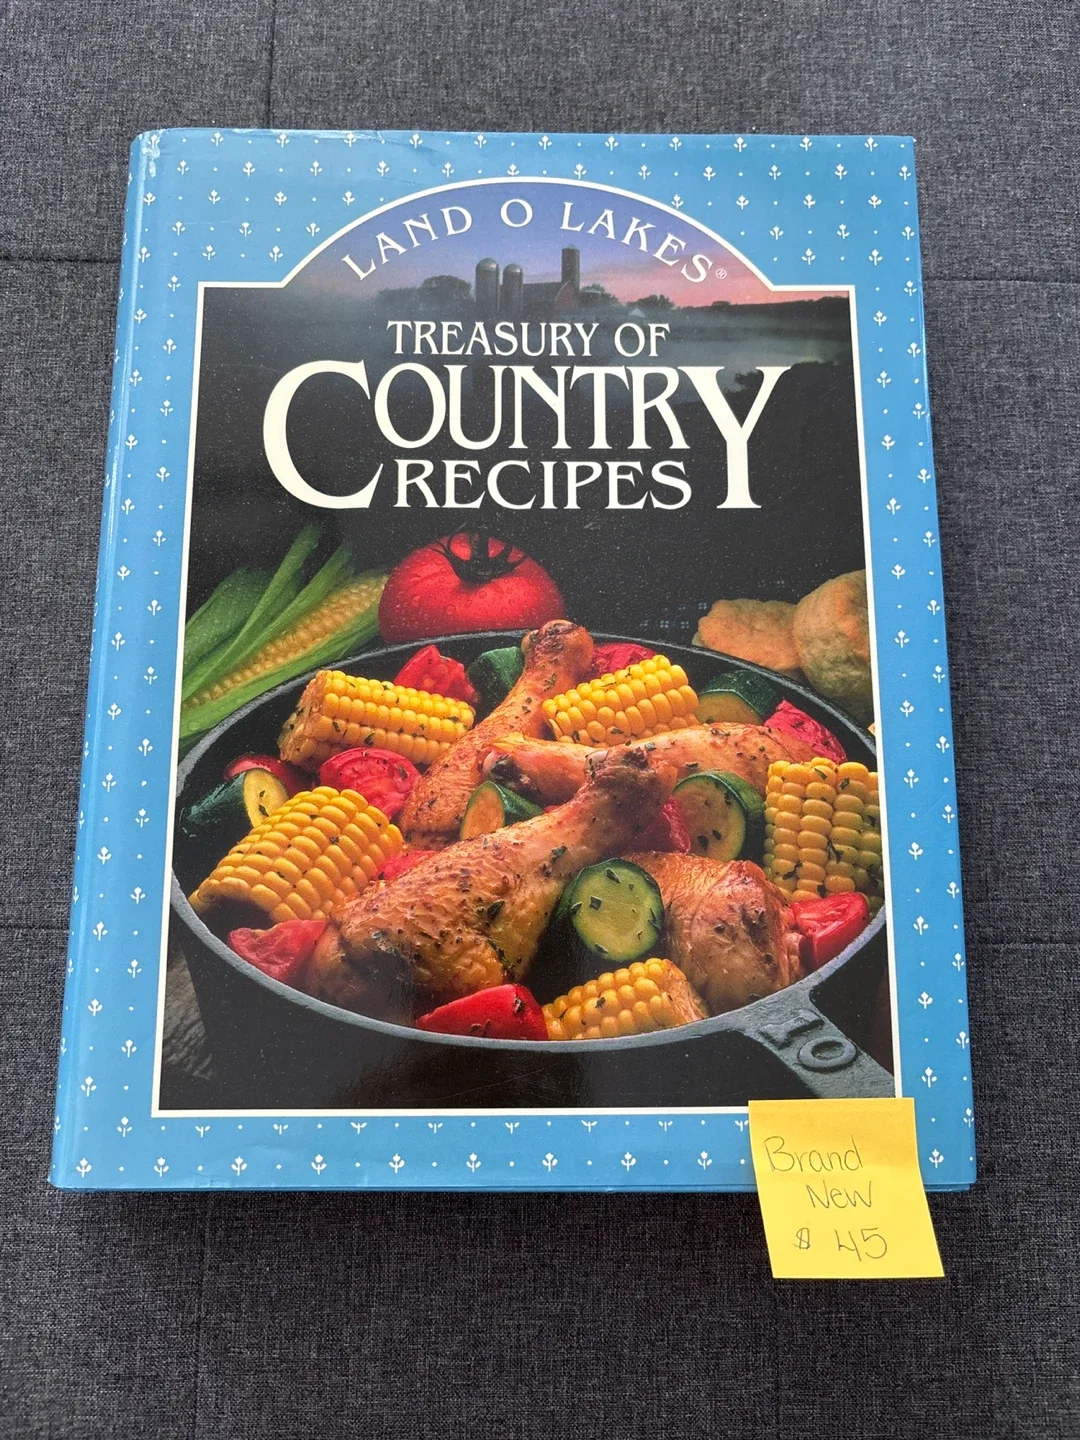 LAND O LAKES®
TREASURY OF
COUNTRY
RECIPES
10
Brand
New
$ 45